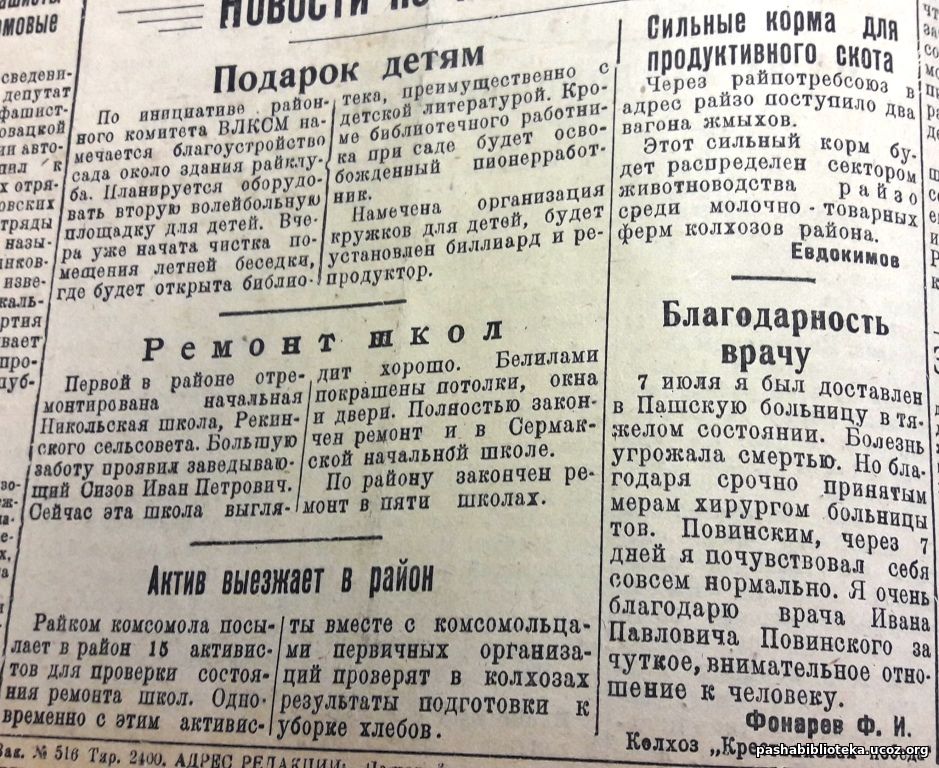 Новости
Подарок детям
По инициативе район-
ного комитета ВЛКСМ на-
мечается благоустройство
сада около здания райклу-
ба. Планируется оборудо-
вать вторую волейбольную
площадку для детей. Вче-
ра уже начата чистка по-
мещения летней беседки,
где будет открыта библио-
тека, преимущественно с
детской литературой. Кро-
ме библиотечного работни-
ка при саде будет осво-
божденный пионерработ-
ник.
Намечена организация
кружков для детей, будет
установлен биллиард и ре-
продуктор.
Ремонт школ
Первой в районе отре-
монтирована начальная
Никольская школа, Рекин-
ского сельсовета. Большую
заботу проявил заведываю-
щий Сизов Иван Петрович.
Сейчас эта школа выгля-
дит хорошо. Белилами
покрашены потолки, окна
и двери. Полностью закон-
чен ремонт и в Сермак-
ской начальной школе.
По району закончен ре-
монт в пяти школах.
Актив выезжает в район
Райком комсомола посы-
лает в район 15 активис-
тов для проверки состоя-
ния ремонта школ. Одно-
временно с этим активис-
ты вместе с комсомольца-
ми первичных организа-
ций проверят в колхозах
результаты подготовки к
уборке хлебов.
Сильные корма для
продуктивного скота
Через райпотребсоюз в
адрес райзо поступило два
вагона жмыхов.
Этот сильный корм бу-
дет распределен сектором
животноводства райзо
среди молочно-товарных
ферм колхозов района.
Евдокимов
Благодарность
врачу
7 июля я был доставлен
в Пашскую больницу в тя-
желом состоянии. Болезнь
угрожала смертью. Но бла-
годаря срочно принятым
мерам хирургом больницы
тов. Повинским, через 7
дней я почувствовал себя
совсем нормально. Я очень
благодарю врача Ивана
Павловича Повинского за
чуткое, внимательное отно-
шение к человеку.
Фонарев Ф. И.
Колхоз
Зак. № 516 Тир. 2400. АДРЕС РЕДАКЦИИ:
pashabiblioteka.ucoz.org